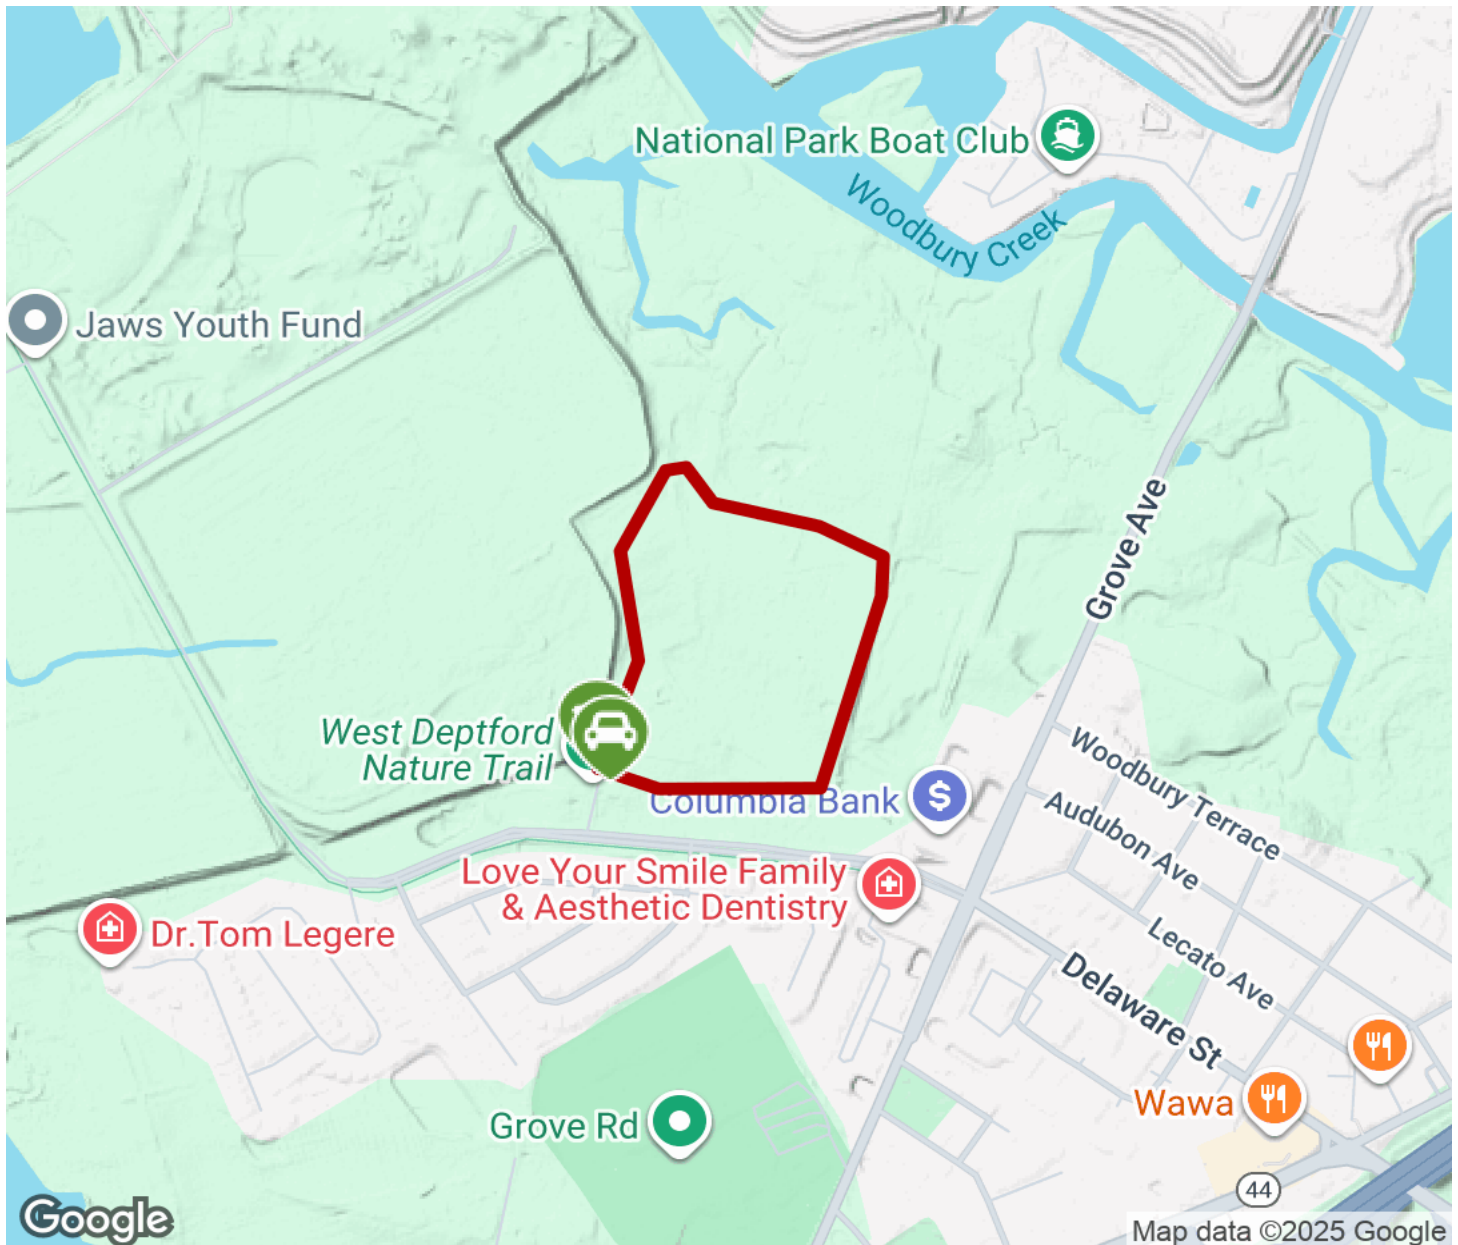 National Park Boat Club
Woodbury Creek
Jaws Youth Fund
Grove Ave
West Deptford
Nature Trail
Columbia Bank
Woodbury Terrace
Audubon Ave
Love Your Smile Family
& Aesthetic Dentistry
Dr.Tom Legere
Lecato Ave
Delaware St
Wawa
Grove Rd
44
Google
Map data ©2025 Google